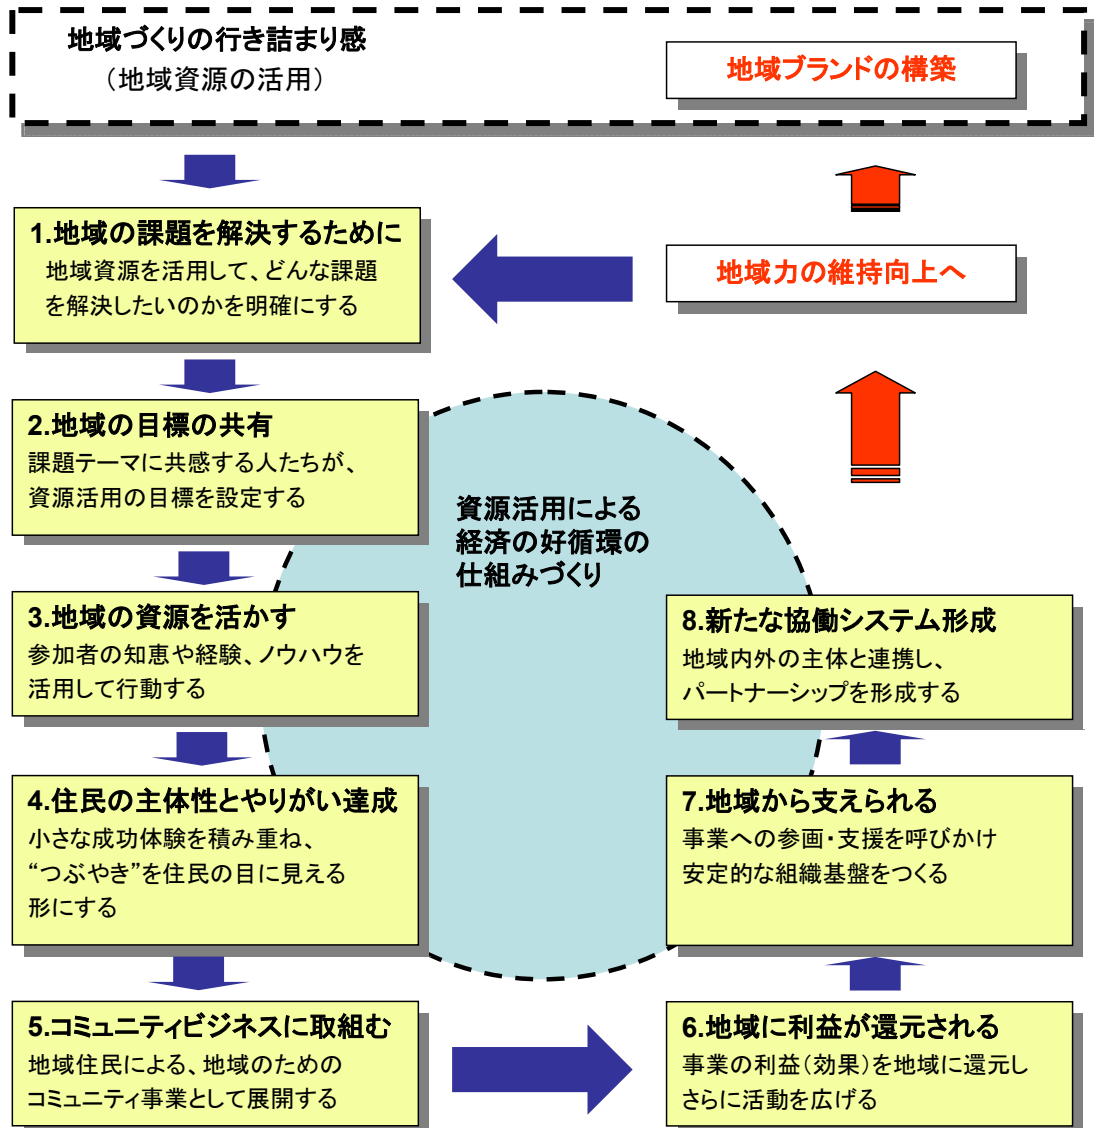 地域づくりの行き詰まり感
（地域資源の活用）
地域ブランドの構築
1.地域の課題を解決するために
地域資源を活用して、どんな課題
を解決したいのかを明確にする
地域力の維持向上へ
2.地域の目標の共有
課題テーマに共感する人たちが、
資源活用の目標を設定する
資源活用による
経済の好循環の
仕組みづくり
3.地域の資源を活かす
参加者の知恵や経験、ノウハウを
活用して行動する
4.住民の主体性とやりがい達成
小さな成功体験を積み重ね、
“つぶやき”を住民の目に見える
形にする
5.コミュニティビジネスに取組む
地域住民による、地域のための
コミュニティ事業として展開する
6.地域に利益が還元される
事業の利益（効果）を地域に還元し
さらに活動を広げる
7.地域から支えられる
事業への参画・支援を呼びかけ
安定的な組織基盤をつくる
8.新たな協働システム形成
地域内外の主体と連携し、
パートナーシップを形成する